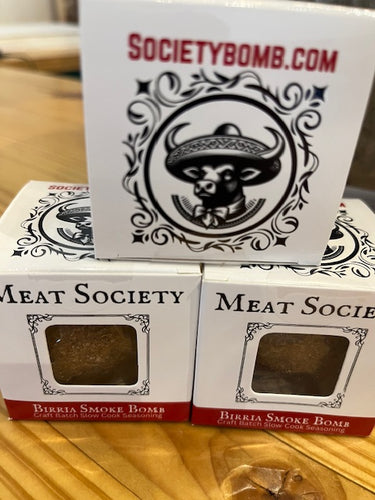 SOCIETYBOMB.COM
SOCIETY
MEAT SOCIETY
BIRRIA SMOKE BOMB
Craft Batch Slow Cook Seasoning
MEAT SOCIE
BIRRIA SMOKE BOMB
Craft Batch Slow Cook Seasoning